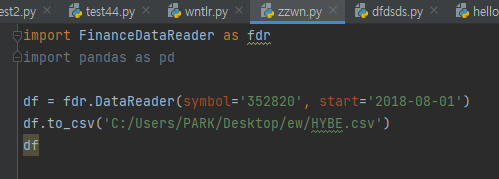 est2.py test44.py wntlr.py zzwn.py dfdsds.py hello
import FinanceDataReader as fdr
import pandas as pd
df = fdr.DataReader(symbol='352820', start='2018-08-01')
df.to_csv('C:/Users/PARK/Desktop/ew/HYBE.csv')
df